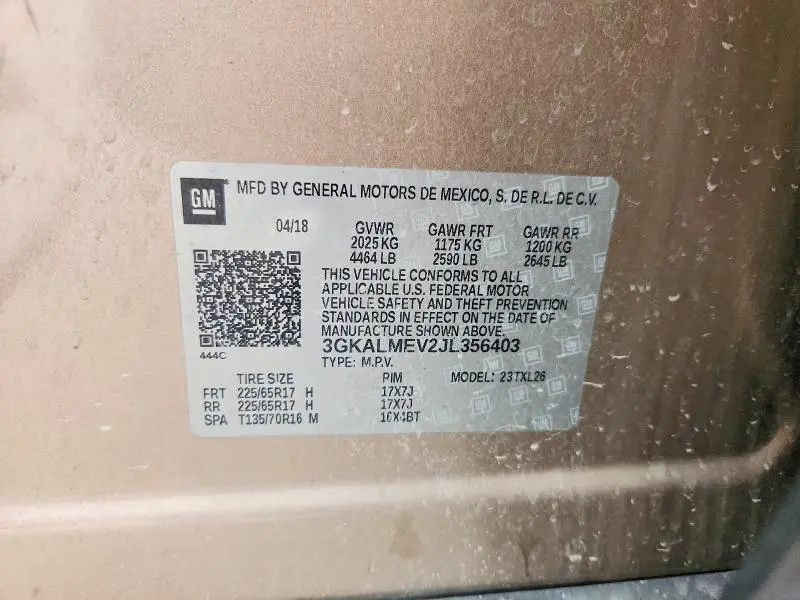 GM MFD BY GENERAL MOTORS DE MEXICO, S. DE R.L. DE C.V.
04/18 GVWR GAWR FRT GAWR RR
2025 KG 1175 KG 1200 KG
4464 LB 2590 LB 2645 LB
THIS VEHICLE CONFORMS TO ALL
APPLICABLE U.S. FEDERAL MOTOR
VEHICLE SAFETY AND THEFT PREVENTION
STANDARDS IN EFFECT ON THE DATE OF
MANUFACTURE SHOWN ABOVE.
444C
3GKALMEV2JL356403
TYPE: M.P.V.
TIRE SIZE RIM MODEL: 23TXL26
FRT 225/65R17 H 17X7J
RR 225/65R17 H 17X7J
SPA T135/70R16 M 16X4BT